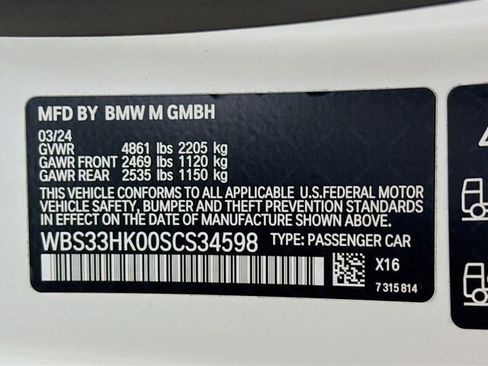 MFD BY BMW M GMBH
03/24
GVWR 4861 lbs 2205 kg
GAWR FRONT 2469 lbs 1120 kg
GAWR REAR 2535 lbs 1150 kg
THIS VEHICLE CONFORMS TO ALL APPLICABLE U.S.FEDERAL MOTOR
VEHICLE SAFETY, BUMPER AND THEFT PREVENTION STANDARDS
IN EFFECT ON THE DATE OF MANUFACTURE SHOWN ABOVE.
WBS33HK00SCS34598 TYPE: PASSENGER CAR
X16
7 315 814